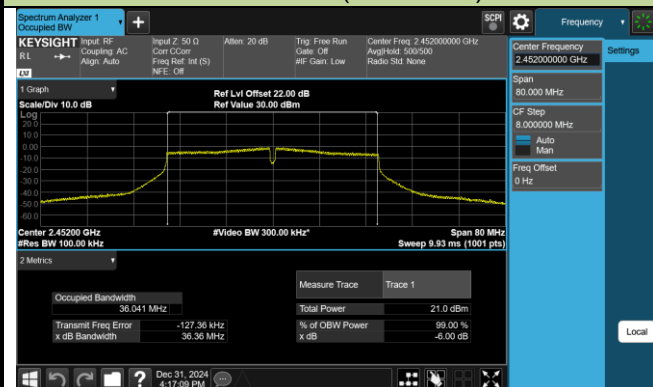 Spectrum Analyzer 1
Occupied BW
SCPI
Frequency
KEYSIGHT
Input: RF
Input Z: 50 Ω
Atten: 20 dB
Trig: Free Run
Center Freq: 2.452000000 GHz
R L
Coupling: AC
Corr CCorr
Gate: Off
Avg|Hold: 500/500
Align: Auto
Freq Ref: Int (S)
#IF Gain: Low
Radio Std: None
LXI
NFE: Off
Center Frequency
2.452000000 GHz
Settings
Span
80.000 MHz
CF Step
8.000000 MHz
Auto
Man
Freq Offset
0 Hz
1 Graph
Ref Lvl Offset 22.00 dB
Scale/Div 10.0 dB
Ref Value 30.00 dBm
Log
20.0
10.0
0.00
-10.0
-20.0
-30.0
-40.0
-50.0
-60.0
Center 2.45200 GHz
#Video BW 300.00 kHz*
Span 80 MHz
#Res BW 100.00 kHz
Sweep 9.93 ms (1001 pts)
2 Metrics
Measure Trace
Trace 1
Occupied Bandwidth
36.041 MHz
Total Power
21.0 dBm
Transmit Freq Error
-127.36 kHz
% of OBW Power
99.00 %
x dB Bandwidth
36.36 MHz
x dB
-6.00 dB
Local
Dec 31, 2024
4:17:09 PM